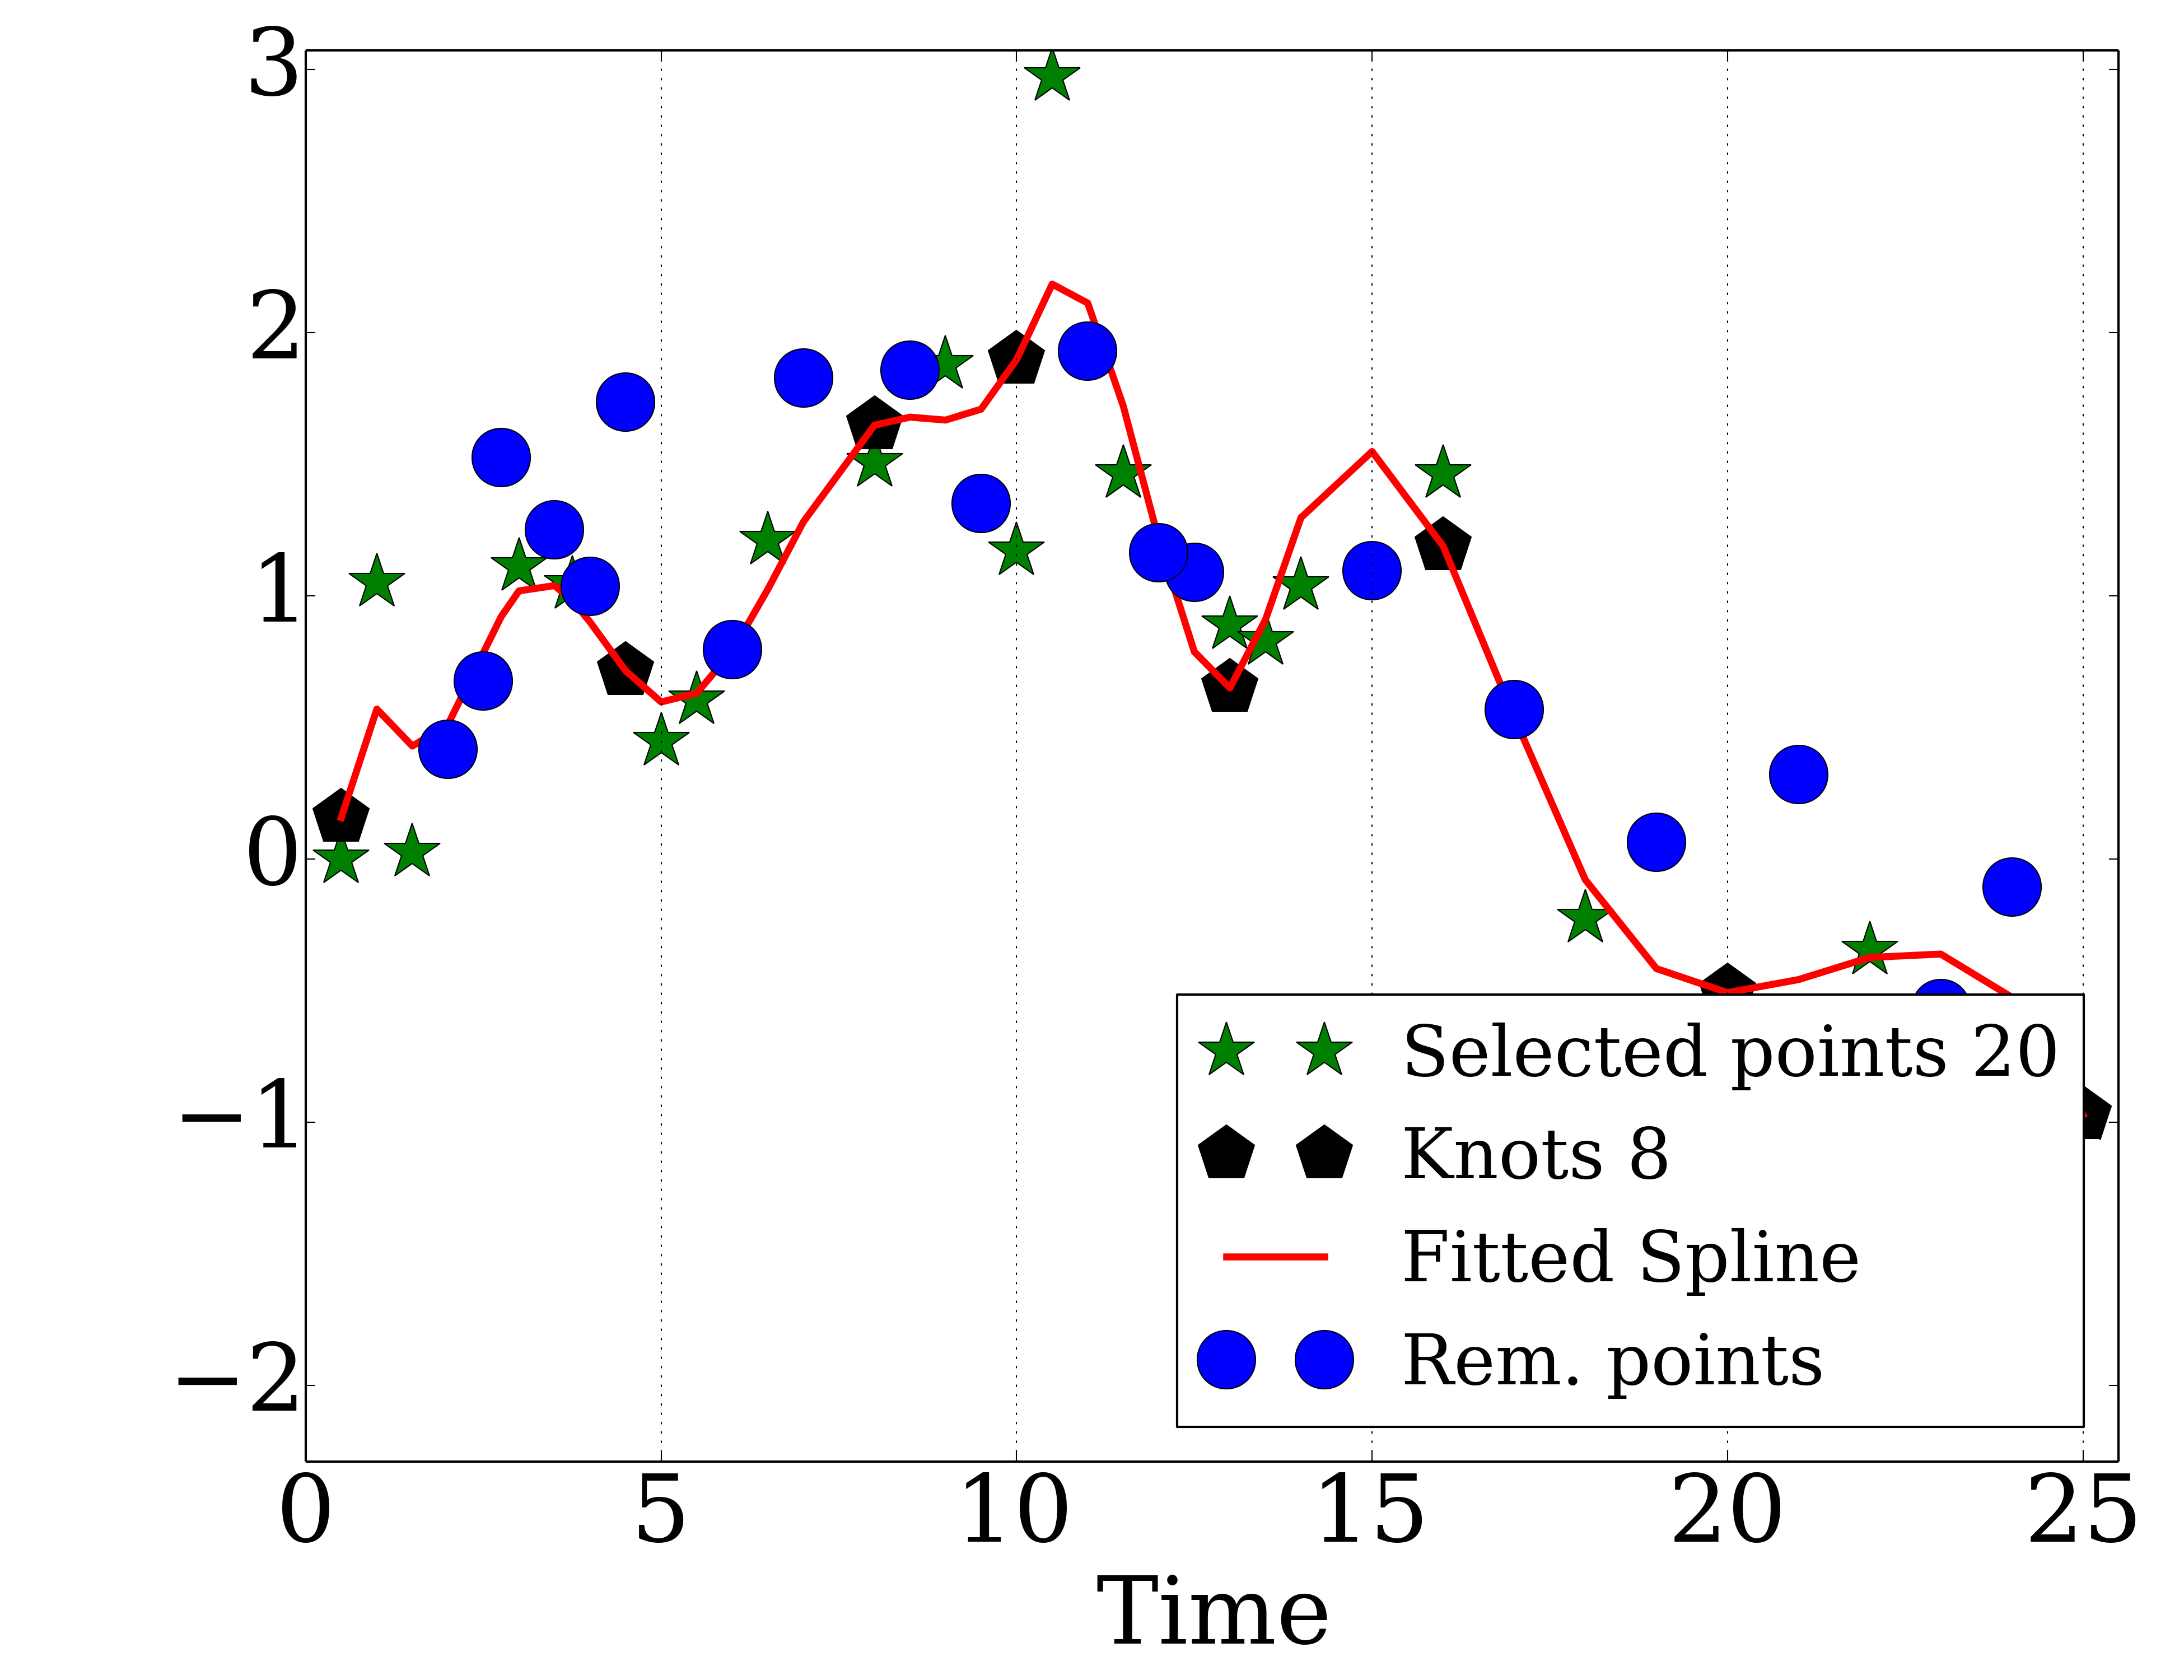 3
2
1
0
−1
−2
Selected points 20
Knots 8
Fitted Spline
Rem. points
0 5 10 15 20 25
Time